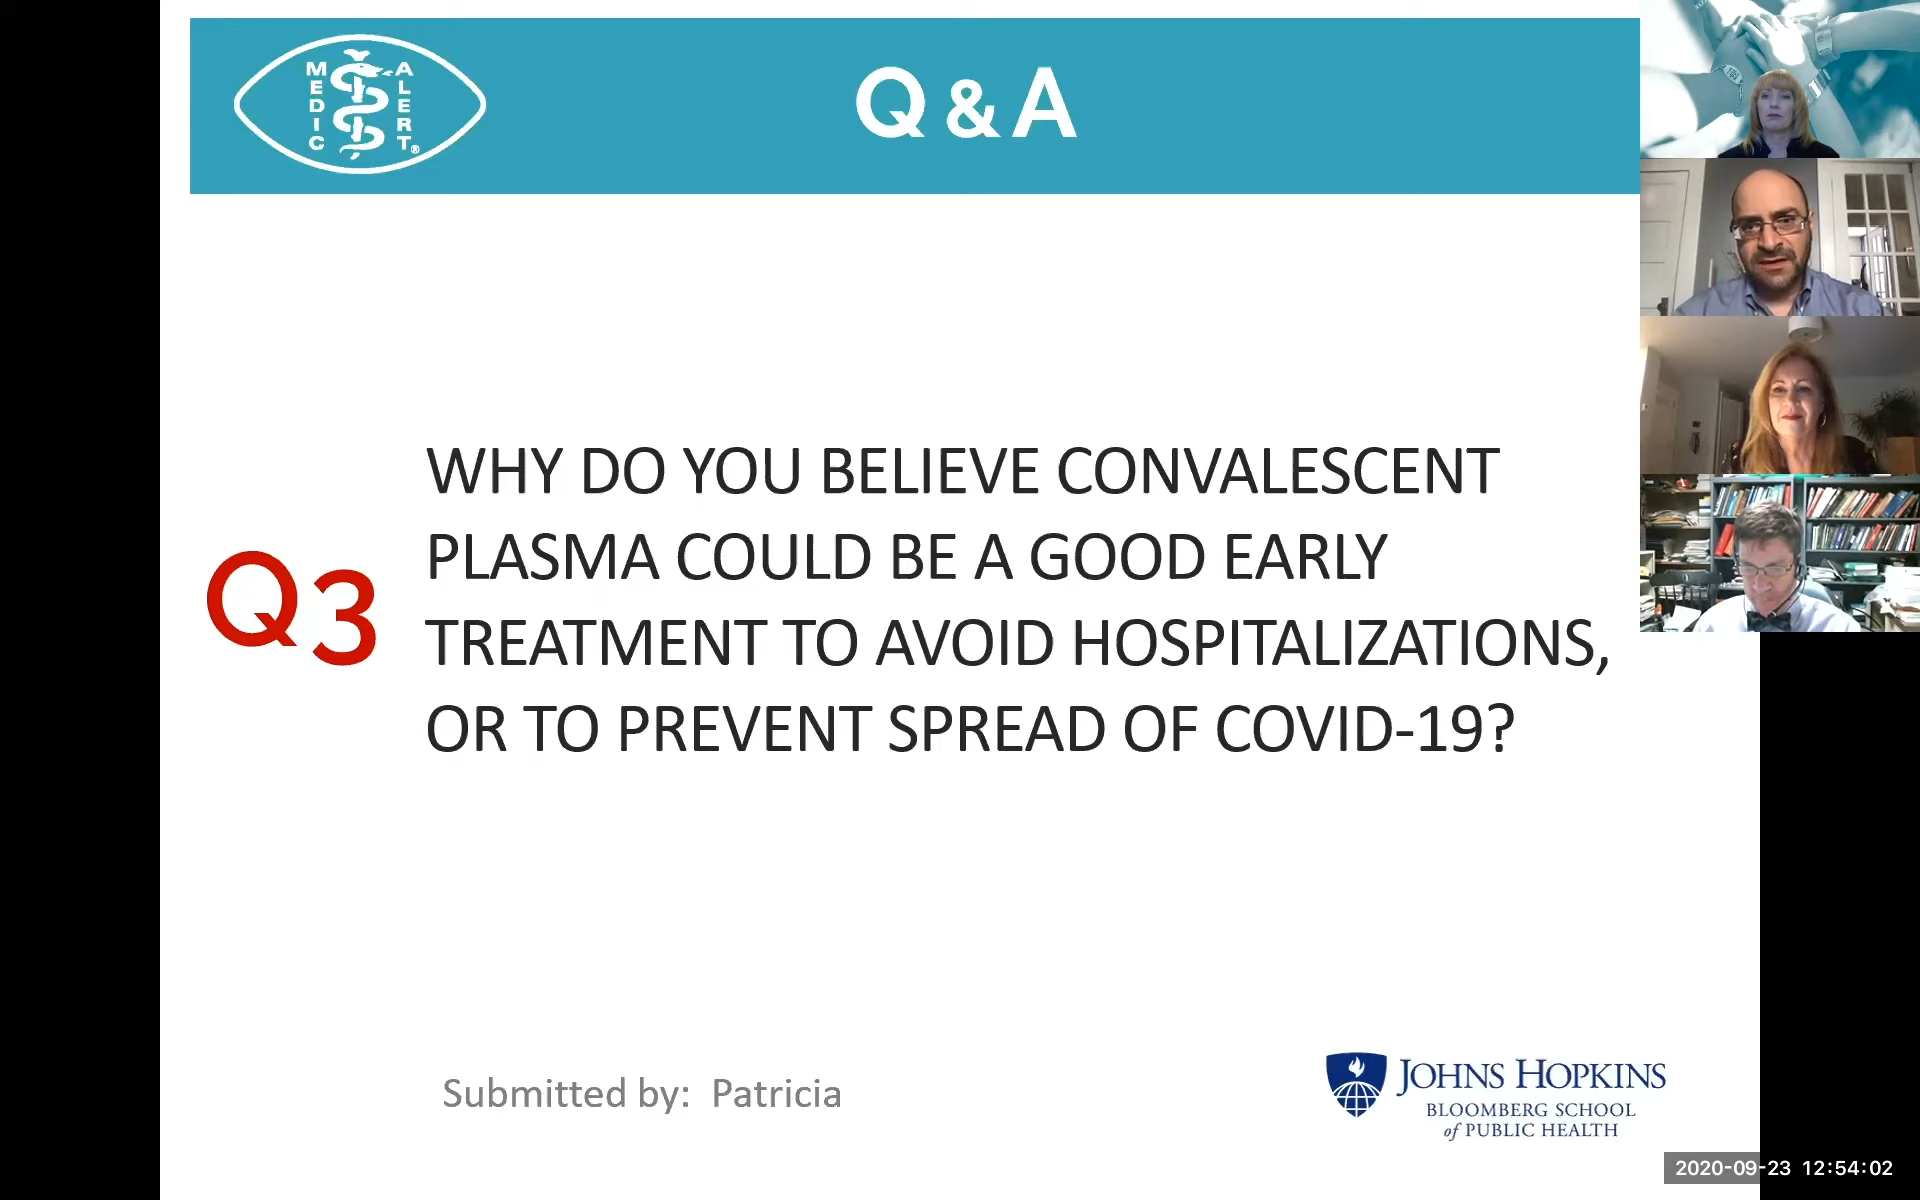 MEDIC ALERT®
Q & A
Q3
WHY DO YOU BELIEVE CONVALESCENT
PLASMA COULD BE A GOOD EARLY
TREATMENT TO AVOID HOSPITALIZATIONS,
OR TO PREVENT SPREAD OF COVID-19?
Submitted by: Patricia
JOHNS HOPKINS
BLOOMBERG SCHOOL
of PUBLIC HEALTH
2020-09-23 12:54:02